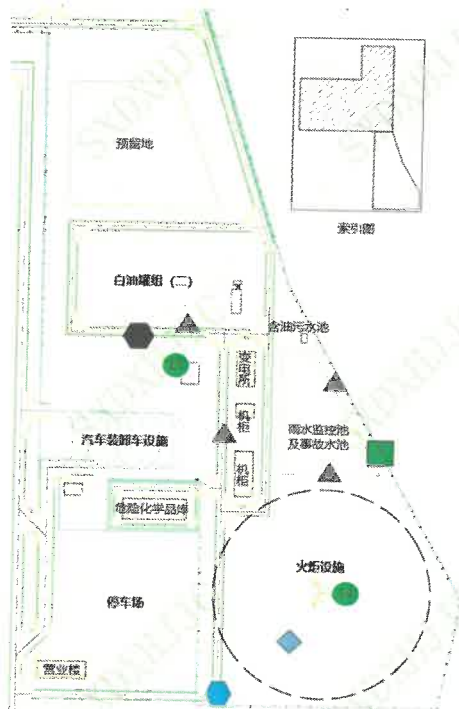 预留地
索引图
白油罐组（二）
含油污水池
变电所
机柜
雨水监控池
及事故水池
汽车装卸车设施
机柜
危险化学品库
火炬设施
停车场
营业楼